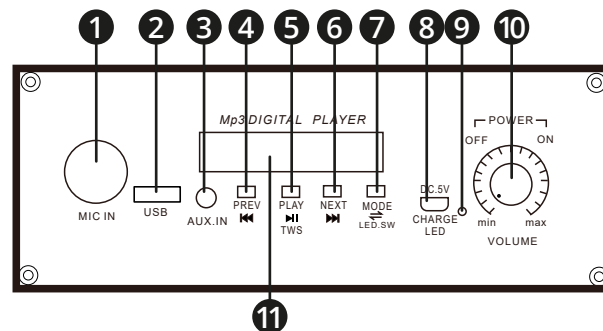 1 2 3 4 5 6 7 8 9 10
Mp3 DIGITAL PLAYER
POWER
OFF ON
MIC IN
USB
AUX.IN
PREV
PLAY
TWS
NEXT
MODE
LED.SW
DC.5V
CHARGE
LED
min max
VOLUME
11